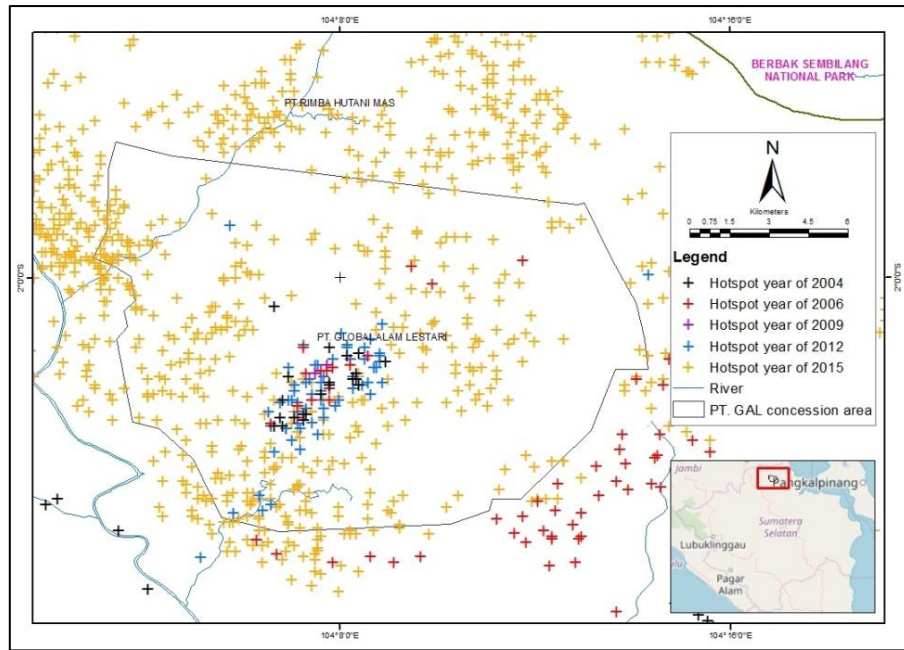 104°8'0"E
104°16'0"E
BERBAK SEMBILANG
NATIONAL PARK
PT RIMBA HUTANI MAS
N
Kilometers
0 0.75 1.5 3 4.5 6
2°0'0"S
2°0'0"S
Legend
Hotspot year of 2004
Hotspot year of 2006
Hotspot year of 2009
Hotspot year of 2012
Hotspot year of 2015
River
PT. GAL concession area
PT. GLOBAL ALAM LESTARI
Jambi
Pangkalpinang
Sumatera
Selatan
Lubuklinggau
Pagar
Alam
104°8'0"E
104°16'0"E